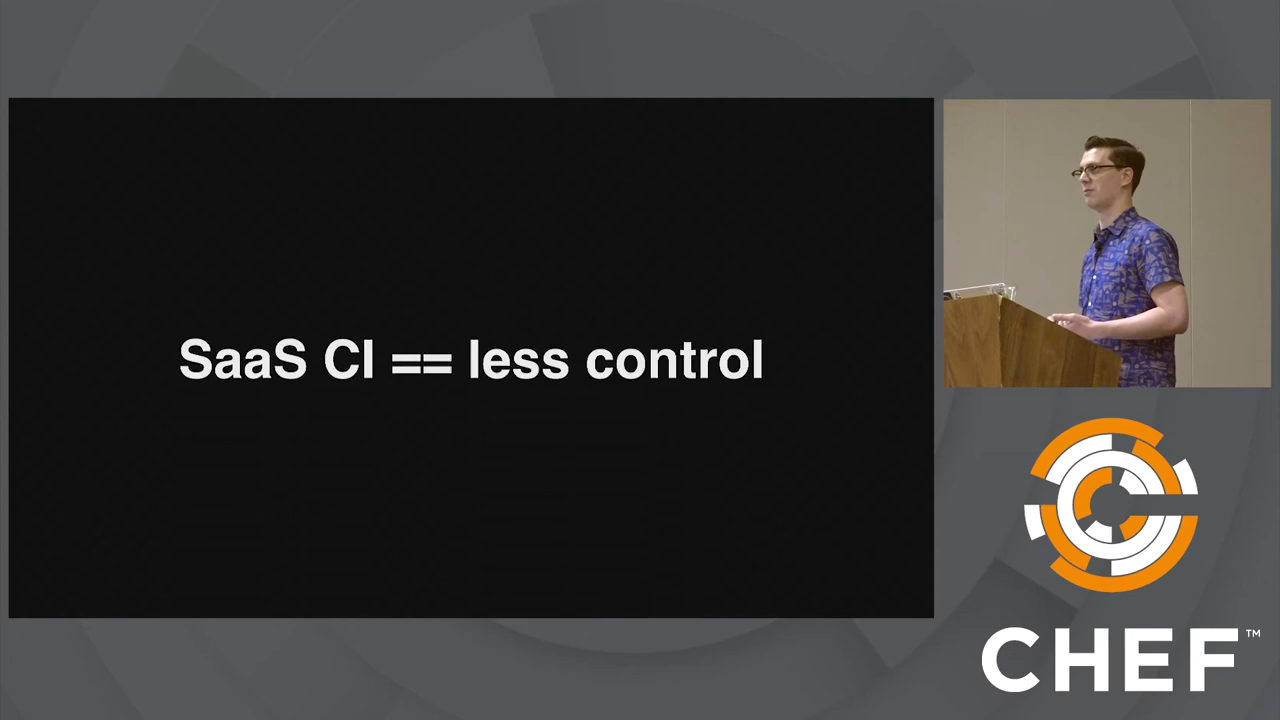 SaaS CI == less control
CHEF™